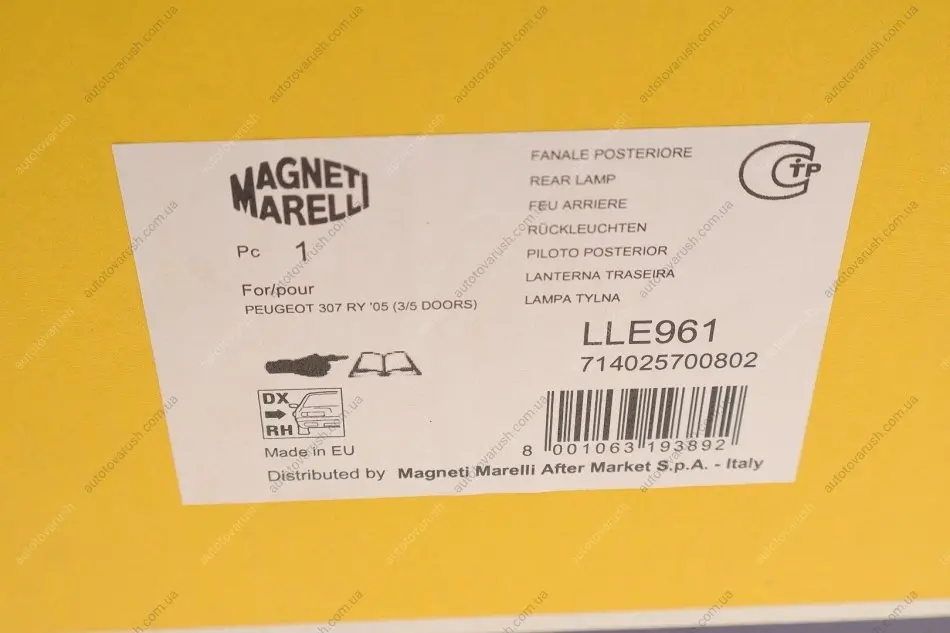 MAGNETI
MARELLI
Pc 1
For/pour
PEUGEOT 307 RY '05 (3/5 DOORS)
DX
RH
Made in EU
Distributed by Magneti Marelli After Market S.p.A. - Italy
FANALE POSTERIORE
REAR LAMP
FEU ARRIERE
RÜCKLEUCHTEN
PILOTO POSTERIOR
LANTERNA TRASEIRA
LAMPA TYLNA
LLE961
714025700802
8 001063 193892
CTP
autotovarush.com.ua